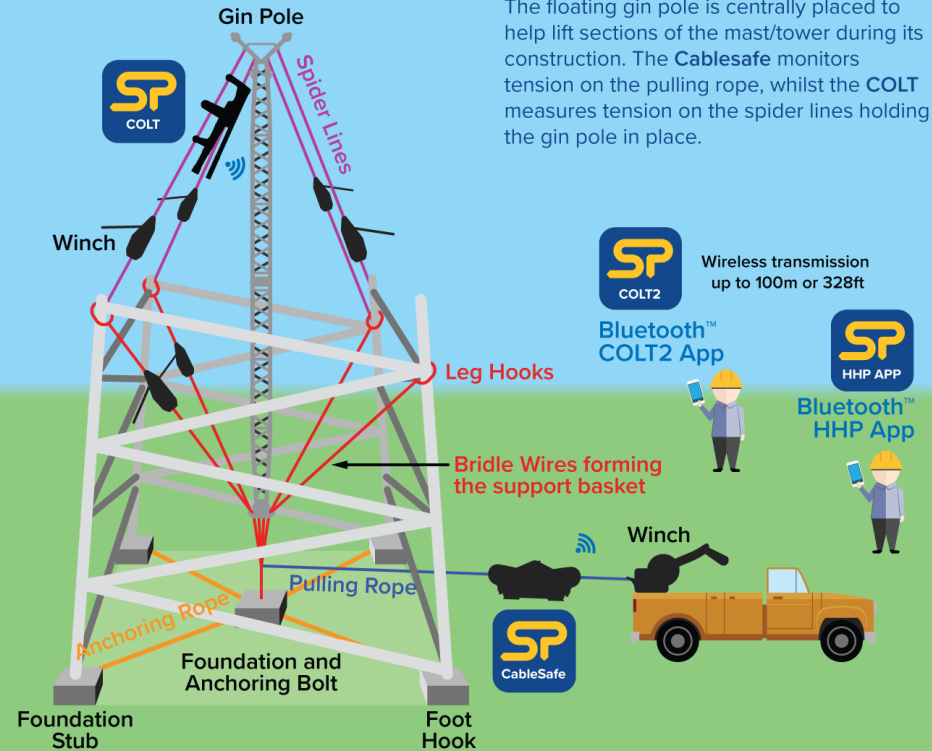 Gin Pole
The floating gin pole is centrally placed to
help lift sections of the mast/tower during its
construction. The Cablesafe monitors
tension on the pulling rope, whilst the COLT
measures tension on the spider lines holding
the gin pole in place.
SP
COLT
Spider Lines
Winch
SP
COLT2
Wireless transmission
up to 100m or 328ft
Bluetooth™
COLT2 App
SP
HHP APP
Bluetooth™
HHP App
Leg Hooks
Bridle Wires forming
the support basket
Winch
Pulling Rope
Anchoring Rope
SP
CableSafe
Foundation and
Anchoring Bolt
Foundation
Stub
Foot
Hook